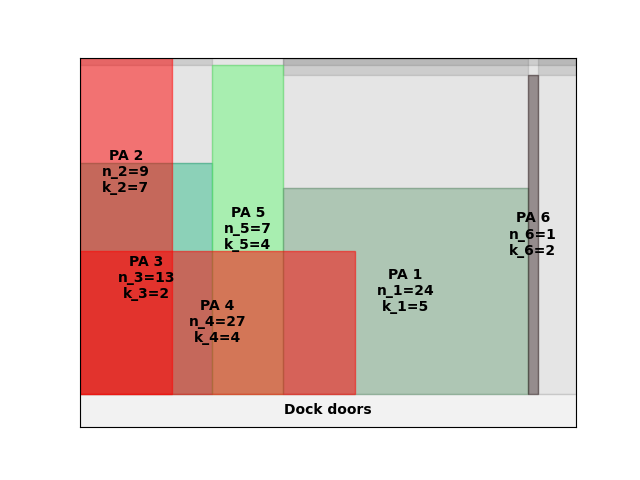 PA 2
n_2=9
k_2=7
PA 5
n_5=7
k_5=4
PA 6
n_6=1
k_6=2
PA 3
n_3=13
k_3=2
PA 1
n_1=24
k_1=5
PA 4
n_4=27
k_4=4
Dock doors